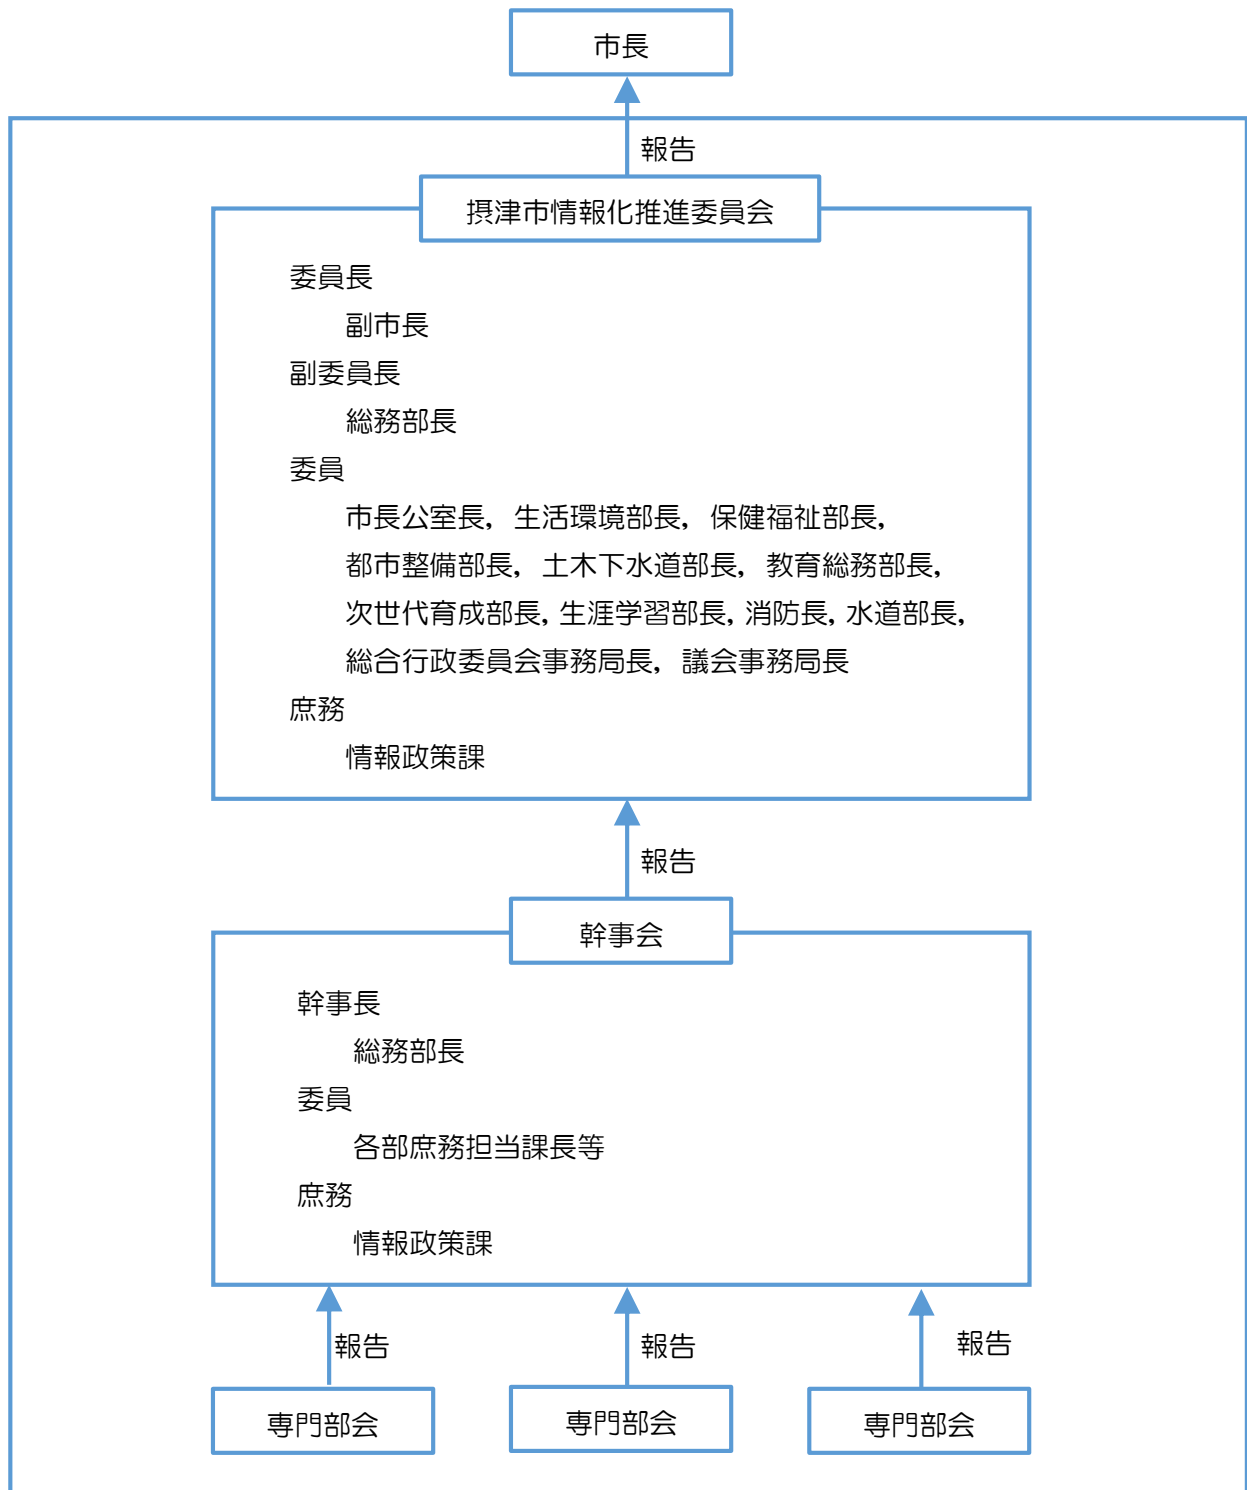 市長
報告
摂津市情報化推進委員会
委員長
副市長
副委員長
総務部長
委員
市長公室長，生活環境部長，保健福祉部長，
都市整備部長，土木下水道部長，教育総務部長，
次世代育成部長，生涯学習部長，消防長，水道部長，
総合行政委員会事務局長，議会事務局長
庶務
情報政策課
報告
幹事会
幹事長
総務部長
委員
各部庶務担当課長等
庶務
情報政策課
報告 報告 報告
専門部会 専門部会 専門部会